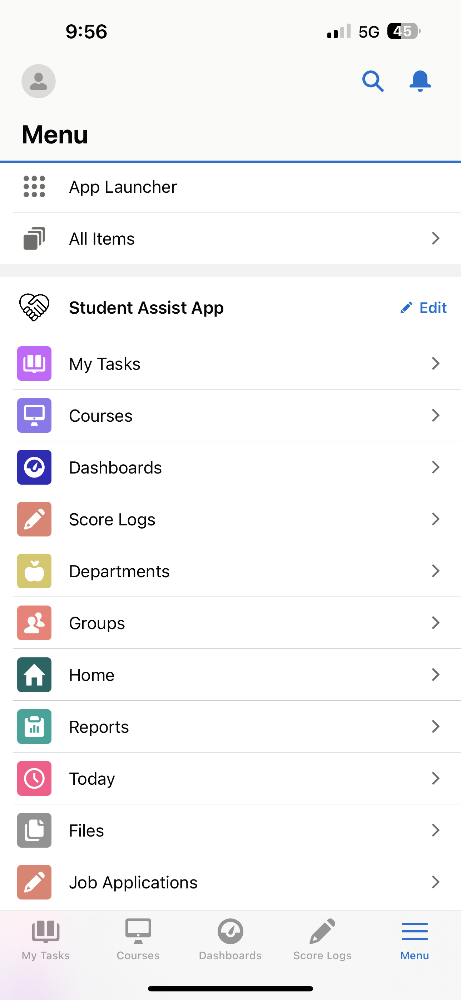 9:56
5G 45
Menu
App Launcher
All Items
Student Assist App Edit
My Tasks
Courses
Dashboards
Score Logs
Departments
Groups
Home
Reports
Today
Files
Job Applications
My Tasks Courses Dashboards Score Logs Menu